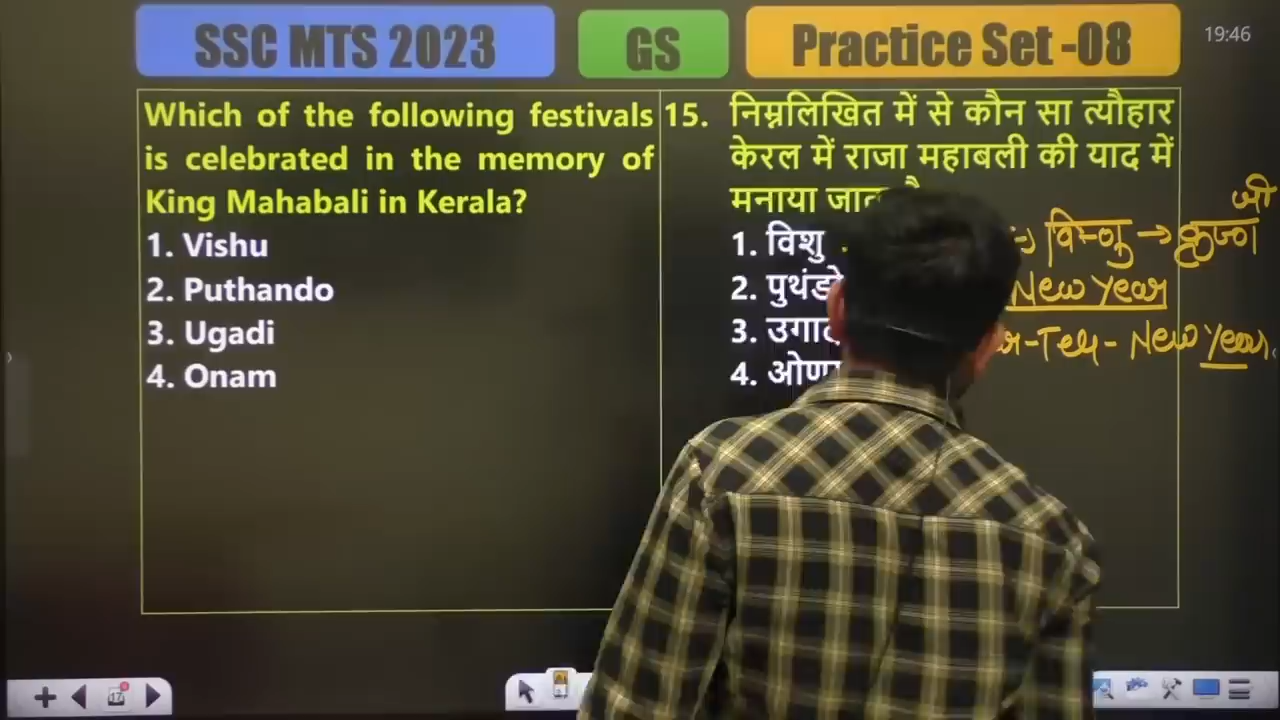 SSC MTS 2023
GS
Practice Set -08
19:46
Which of the following festivals
is celebrated in the memory of
King Mahabali in Kerala?
1. Vishu
2. Puthando
3. Ugadi
4. Onam
15. निम्नलिखित में से कौन सा त्यौहार
केरल में राजा महाबली की याद में
मनाया
1. विशु
2.
3.
4.
जी
विष्णु → कृष्ण
New Year
-Tel - New Year.